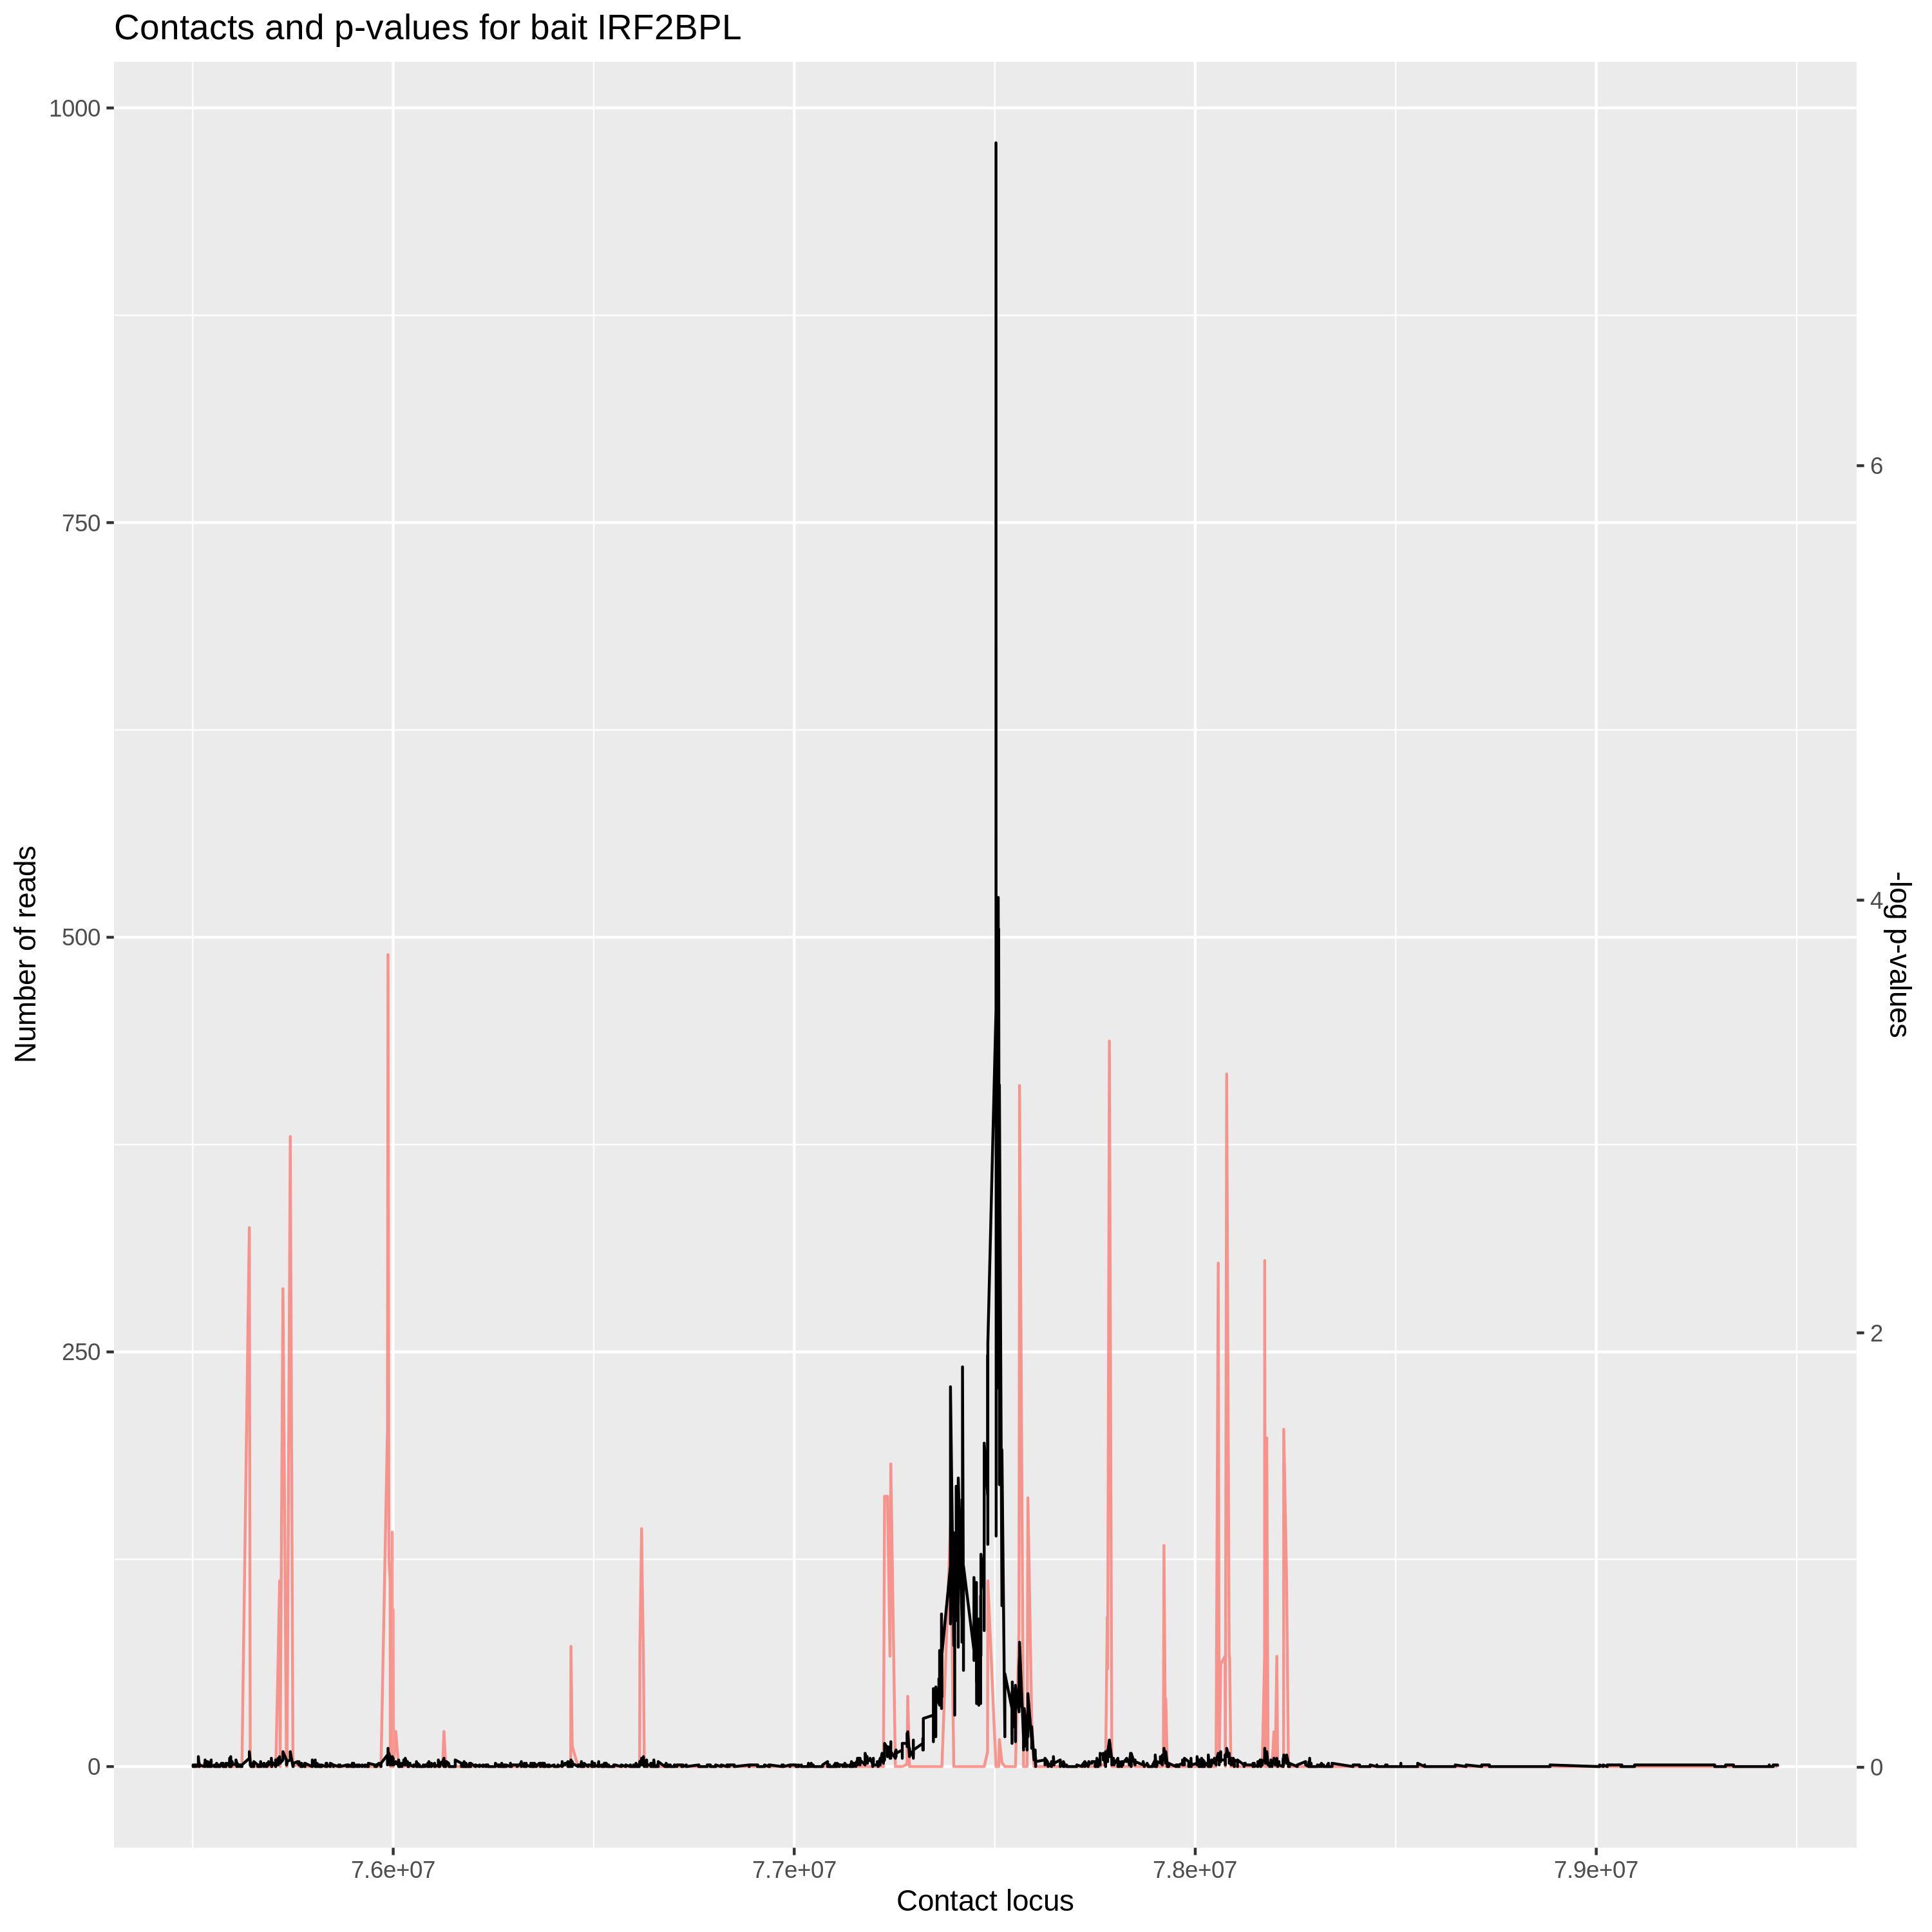 Contacts and p-values for bait IRF2BPL
1000
750
500
250
0
Number of reads
6
4
2
0
-log p-values
7.6e+07
7.7e+07
7.8e+07
7.9e+07
Contact locus